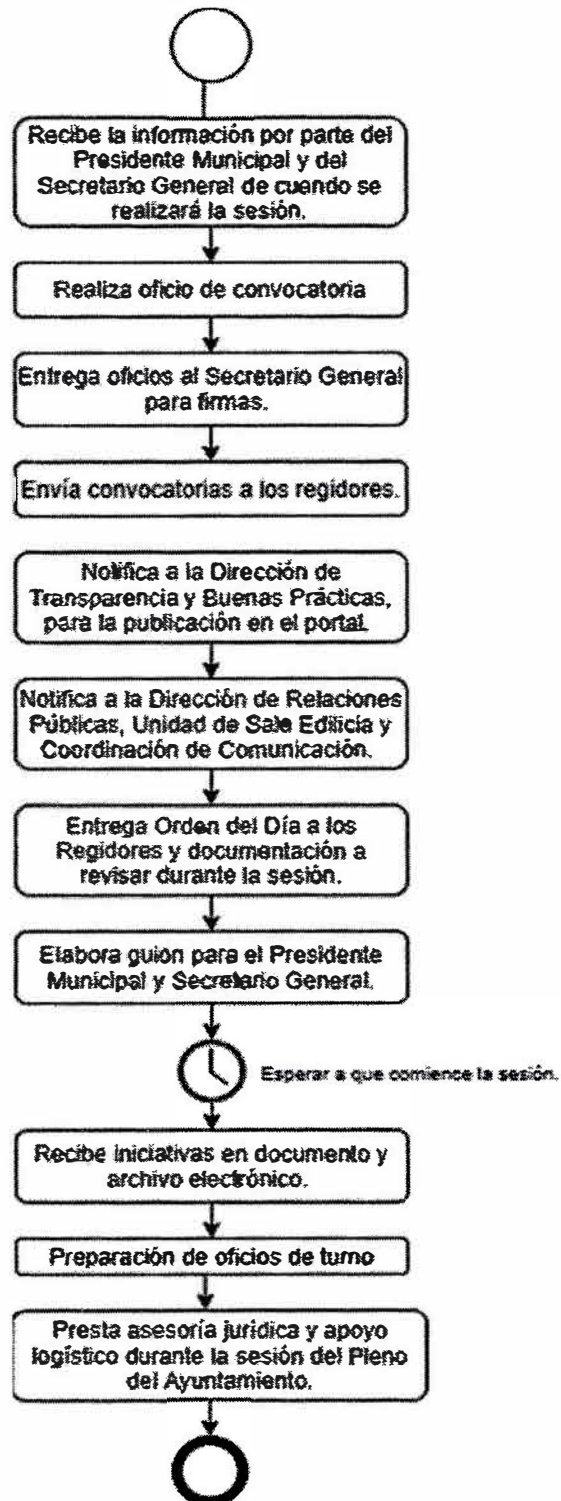 Recibe la información por parte del
Presidente Municipal y del
Secretario General de cuando se
realizará la sesión.
Realiza oficio de convocatoria
Entrega oficios al Secretario General
para firmas.
Envía convocatorias a los regidores.
Notifica a la Dirección de
Transparencia y Buenas Prácticas,
para la publicación en el portal.
Notifica a la Dirección de Relaciones
Públicas, Unidad de Sale Edilicia y
Coordinación de Comunicación.
Entrega Orden del Día a los
Regidores y documentación a
revisar durante la sesión.
Elabora guion para el Presidente
Municipal y Secretario General.
Esperar a que comience la sesión.
Recibe iniciativas en documento y
archivo electrónico.
Preparación de oficios de turno
Presta asesoría jurídica y apoyo
logístico durante la sesión del Pleno
del Ayuntamiento.